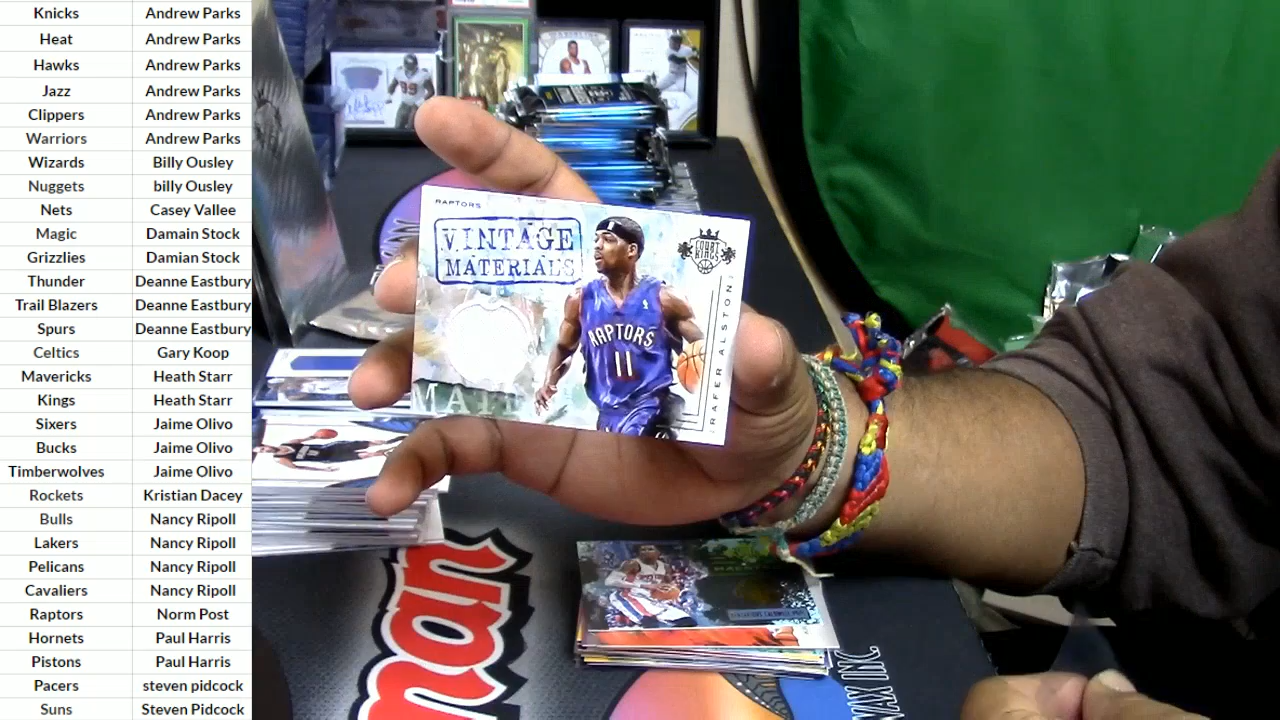 Knicks Andrew Parks
Heat Andrew Parks
Hawks Andrew Parks
Jazz Andrew Parks
Clippers Andrew Parks
Warriors Andrew Parks
Wizards Billy Ousley
Nuggets billy Ousley
Nets Casey Vallee
Magic Damain Stock
Grizzlies Damian Stock
Thunder Deanne Eastbury
Trail Blazers Deanne Eastbury
Spurs Deanne Eastbury
Celtics Gary Koop
Mavericks Heath Starr
Kings Heath Starr
Sixers Jaime Olivo
Bucks Jaime Olivo
Timberwolves Jaime Olivo
Rockets Kristian Dacey
Bulls Nancy Ripoll
Lakers Nancy Ripoll
Pelicans Nancy Ripoll
Cavaliers Nancy Ripoll
Raptors Norm Post
Hornets Paul Harris
Pistons Paul Harris
Pacers steven pidcock
Suns Steven Pidcock
RAPTORS
VINTAGE
MATERIALS
COURT
KINGS
RAPTORS
11
RAFER ALSTON
MATE
man
WAX INC
99